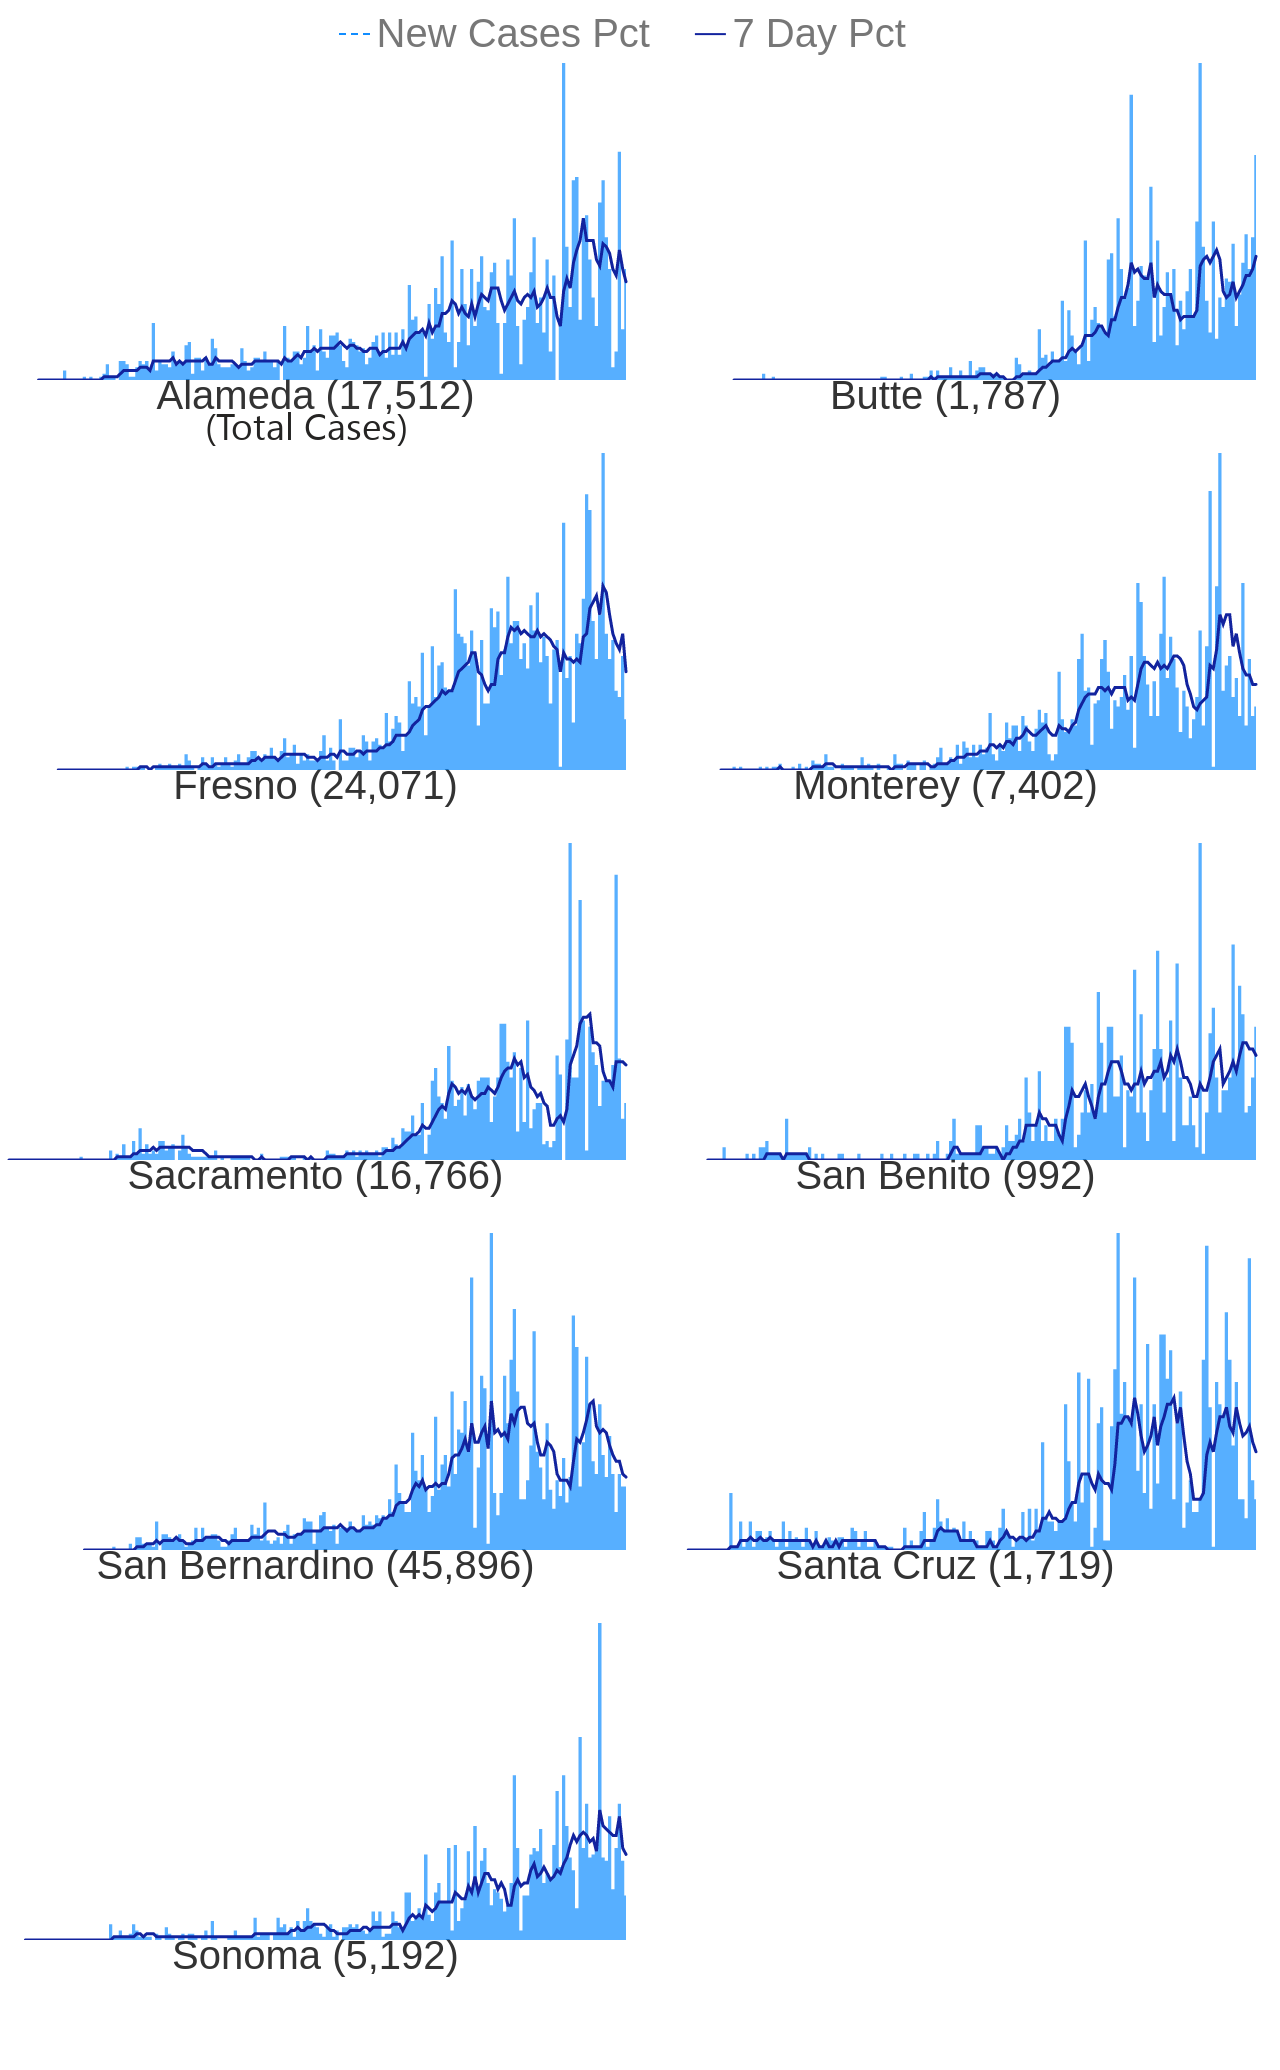 New Cases Pct 7 Day Pct
Alameda (17,512) Butte (1,787)
(Total Cases)
Fresno (24,071) Monterey (7,402)
Sacramento (16,766) San Benito (992)
San Bernardino (45,896) Santa Cruz (1,719)
Sonoma (5,192)